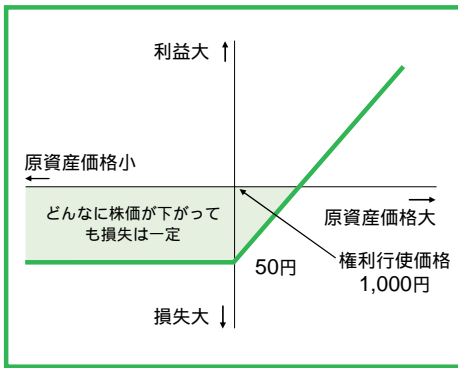 利益大
原資産価格小
どんなに株価が下がって
も損失は一定
原資産価格大
50円
権利行使価格
1,000円
損失大